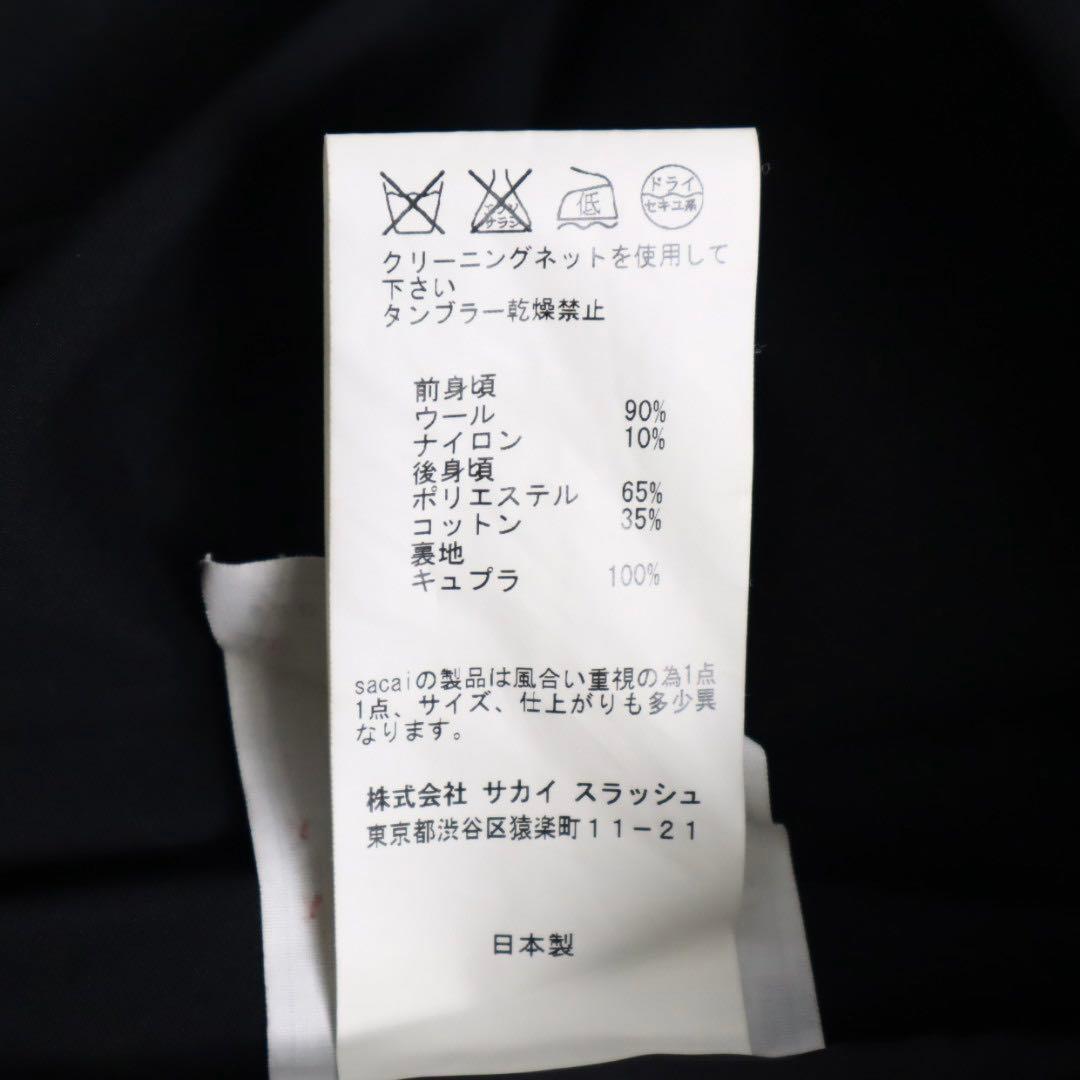 低
ドライ
セキユ系
クリーニングネットを使用して
下さい
タンブラー乾燥禁止
前身頃
ウール 90%
ナイロン 10%
後身頃
ポリエステル 65%
コットン 35%
裏地
キュプラ 100%
sacaiの製品は風合い重視の為1点
1点、サイズ、仕上がりも多少異
なります。
株式会社 サカイ スラッシュ
東京都渋谷区猿楽町11-21
日本製